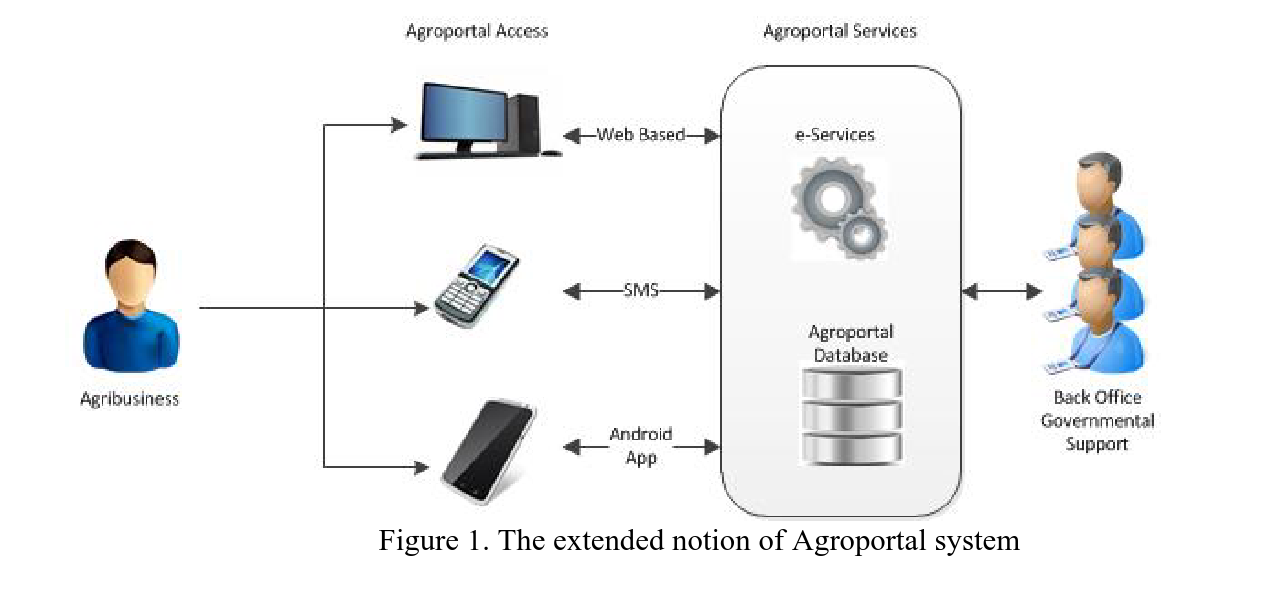 Agroportal Access
Agroportal Services
Web Based
e-Services
SMS
Agroportal
Database
Agribusiness
Android
App
Back Office
Governmental
Support
Figure 1. The extended notion of Agroportal system